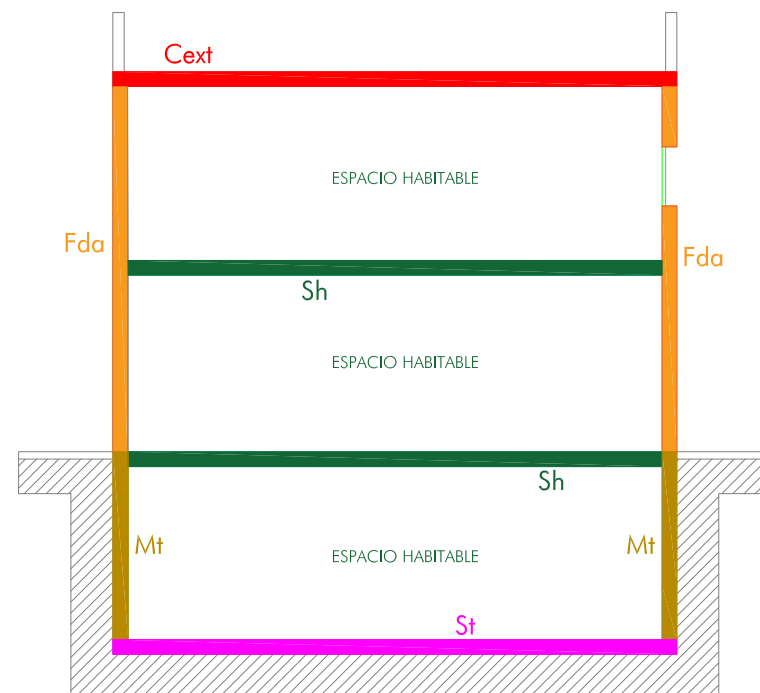 Cext
ESPACIO HABITABLE
Fda
Fda
Sh
ESPACIO HABITABLE
Sh
Mt
Mt
ESPACIO HABITABLE
St